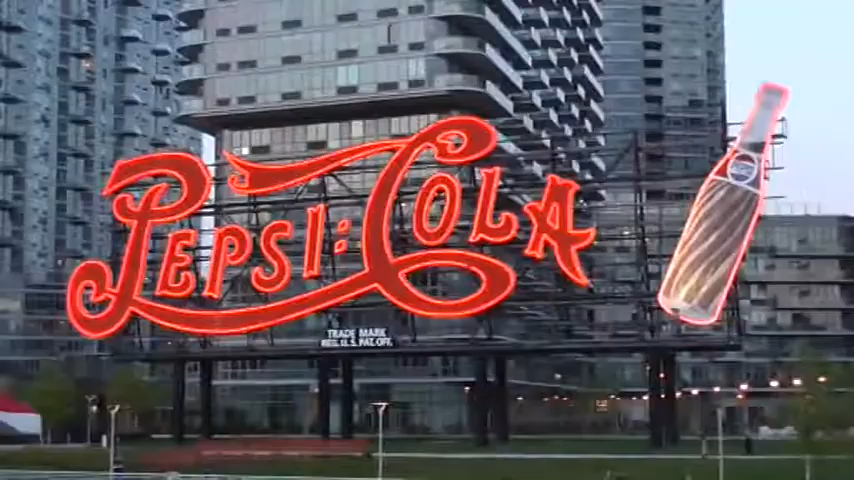 PEPSI:COLA
TRADE MARK
REG. U.S. PAT. OFF.